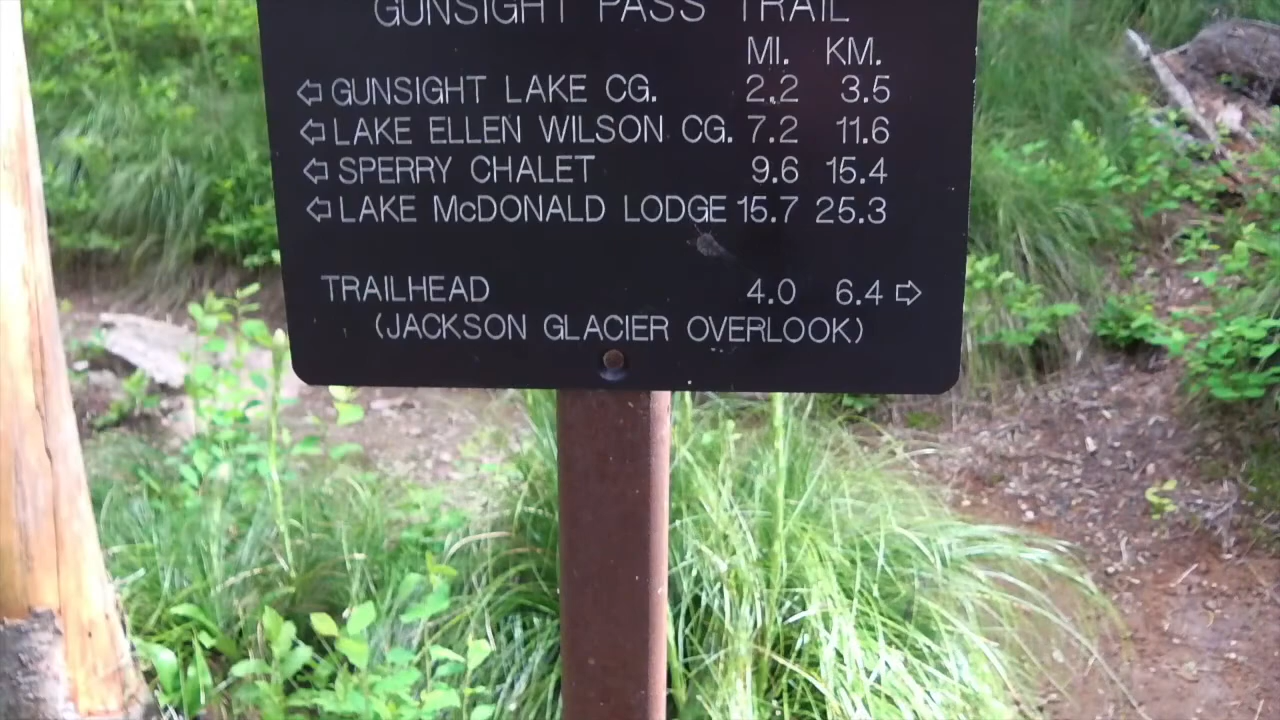 GUNSIGHT PASS TRAIL
MI. KM.
⇦ GUNSIGHT LAKE CG. 2.2 3.5
⇦ LAKE ELLEN WILSON CG. 7.2 11.6
⇦ SPERRY CHALET 9.6 15.4
⇦ LAKE McDONALD LODGE 15.7 25.3
TRAILHEAD 4.0 6.4 ⇨
(JACKSON GLACIER OVERLOOK)